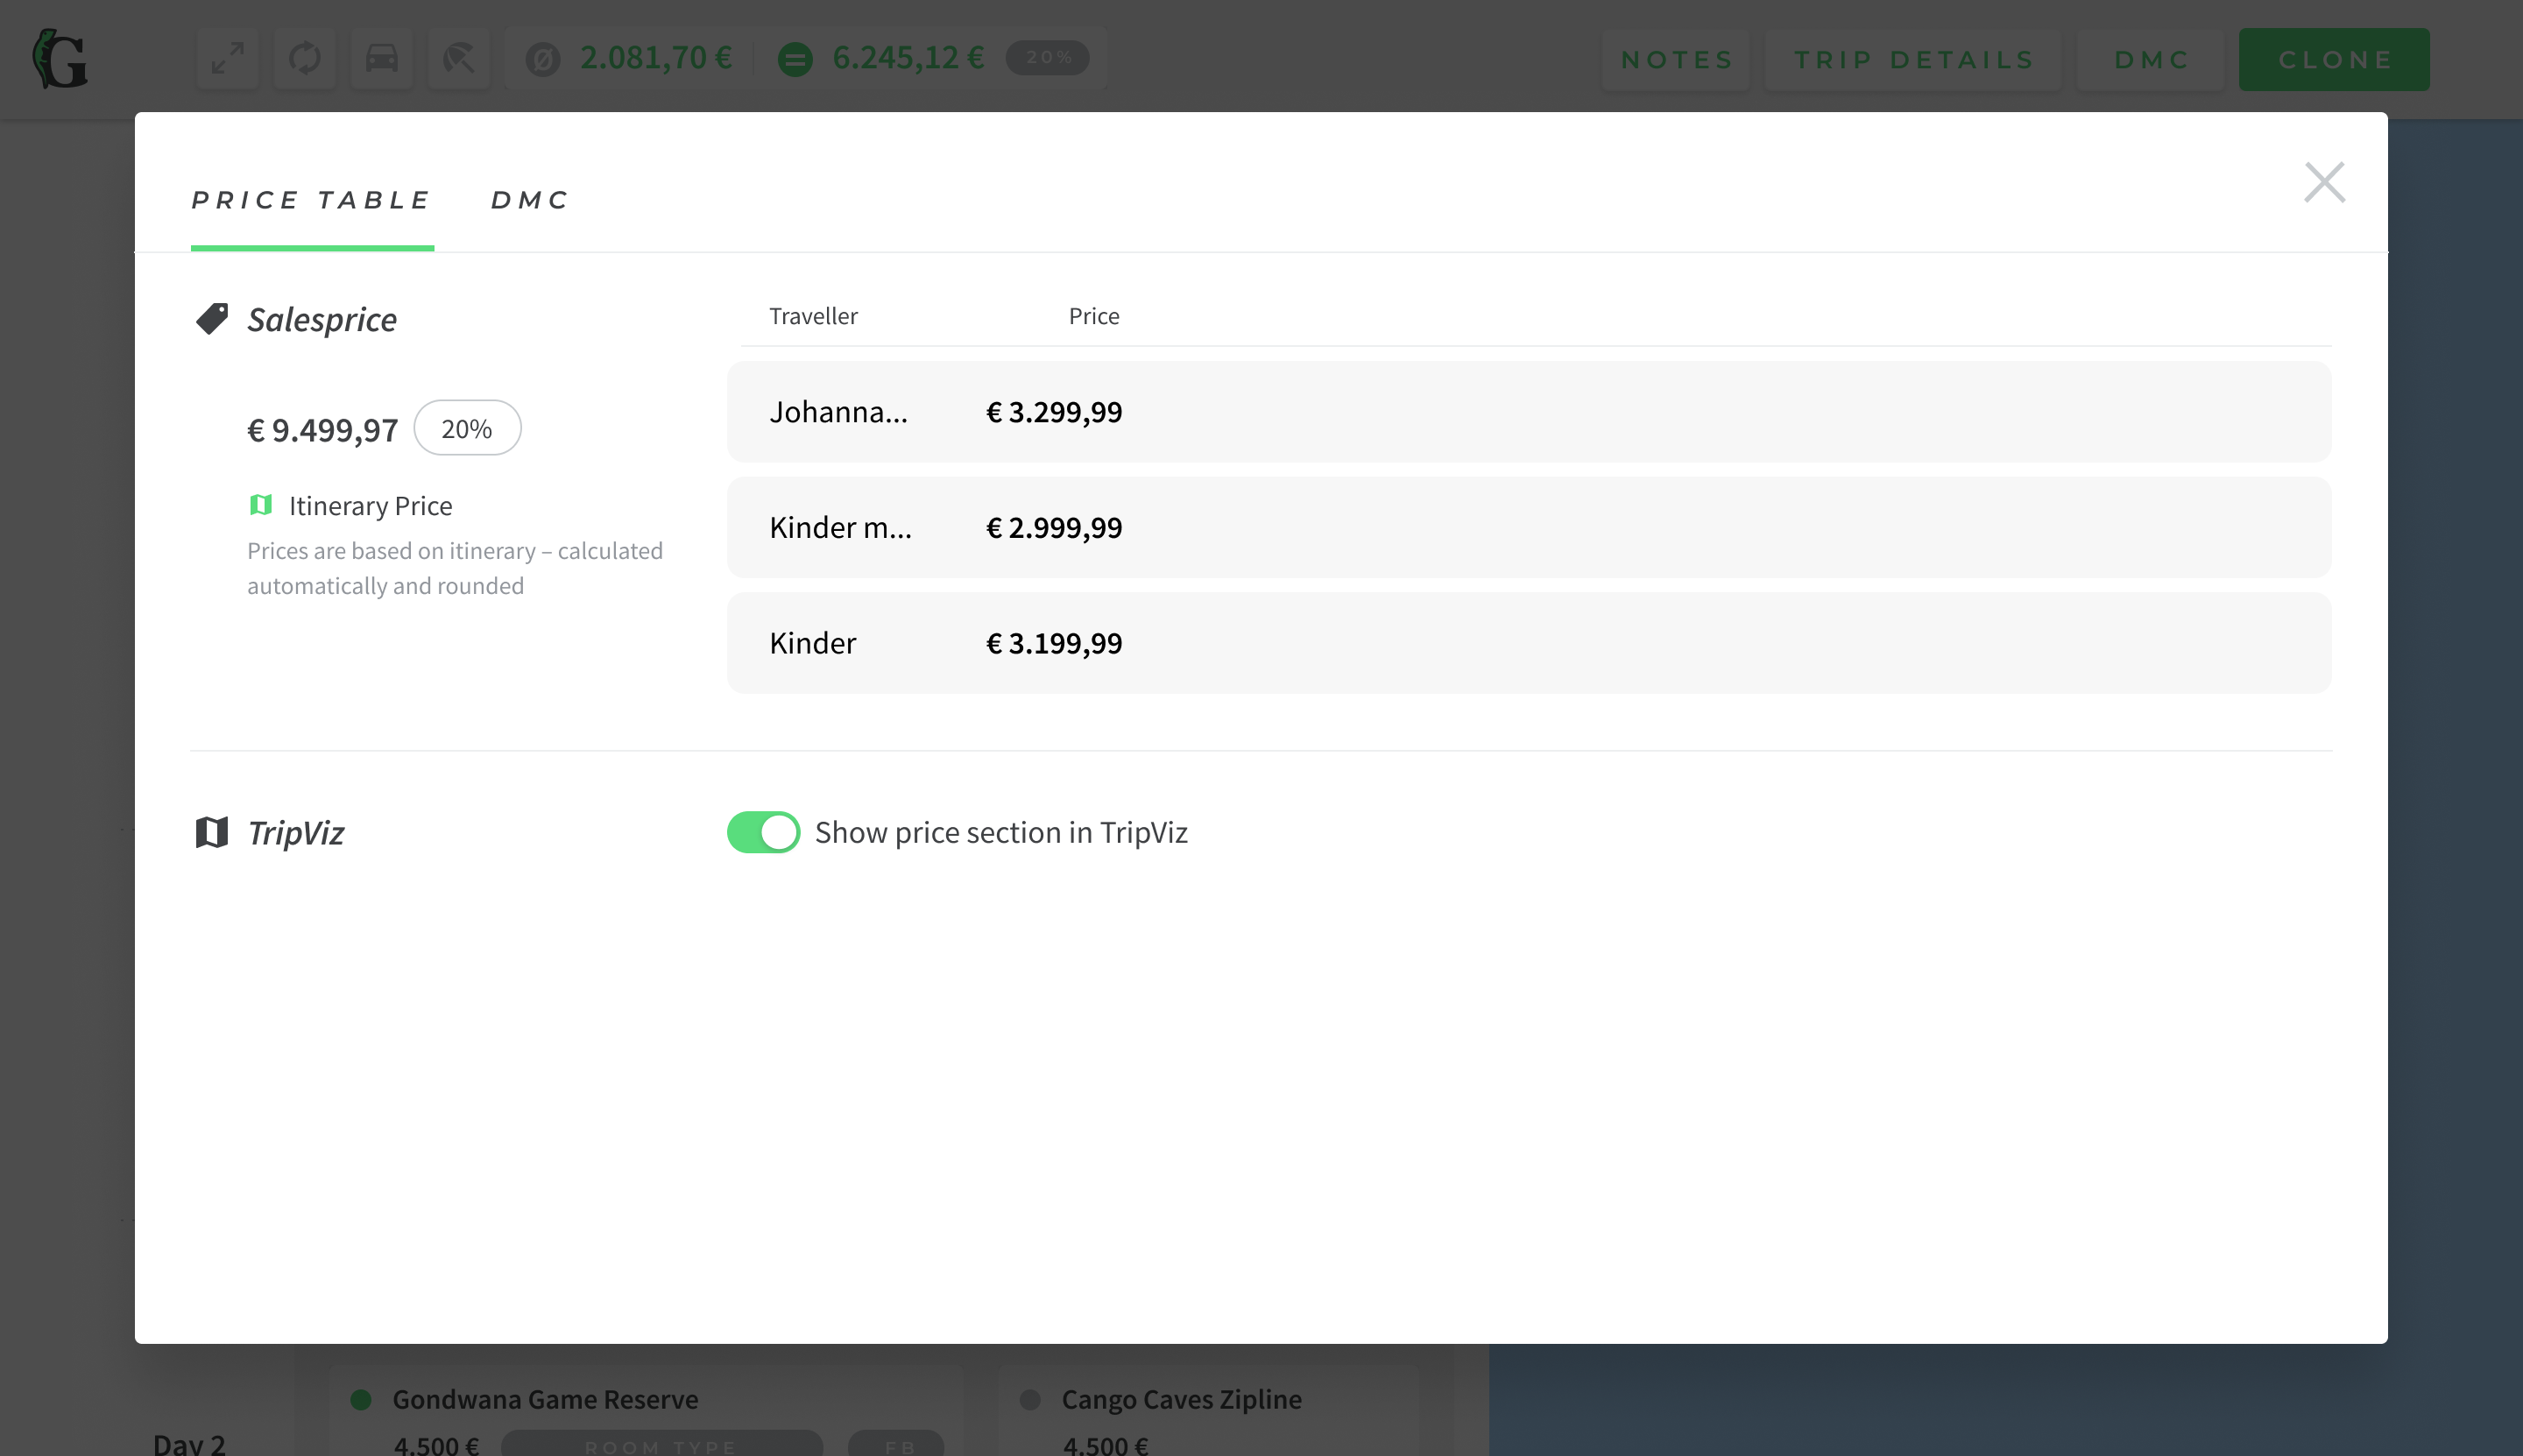 G
2.081,70 €
6.245,12 €
20%
NOTES
TRIP DETAILS
DMC
CLONE
PRICE TABLE
DMC
Salesprice
Traveller
Price
€ 9.499,97
20%
Itinerary Price
Prices are based on itinerary – calculated
automatically and rounded
Johanna...
€ 3.299,99
Kinder m...
€ 2.999,99
Kinder
€ 3.199,99
TripViz
Show price section in TripViz
Gondwana Game Reserve
Cango Caves Zipline
Day 2
4.500 €
ROOM TYPE
FB
4.500 €